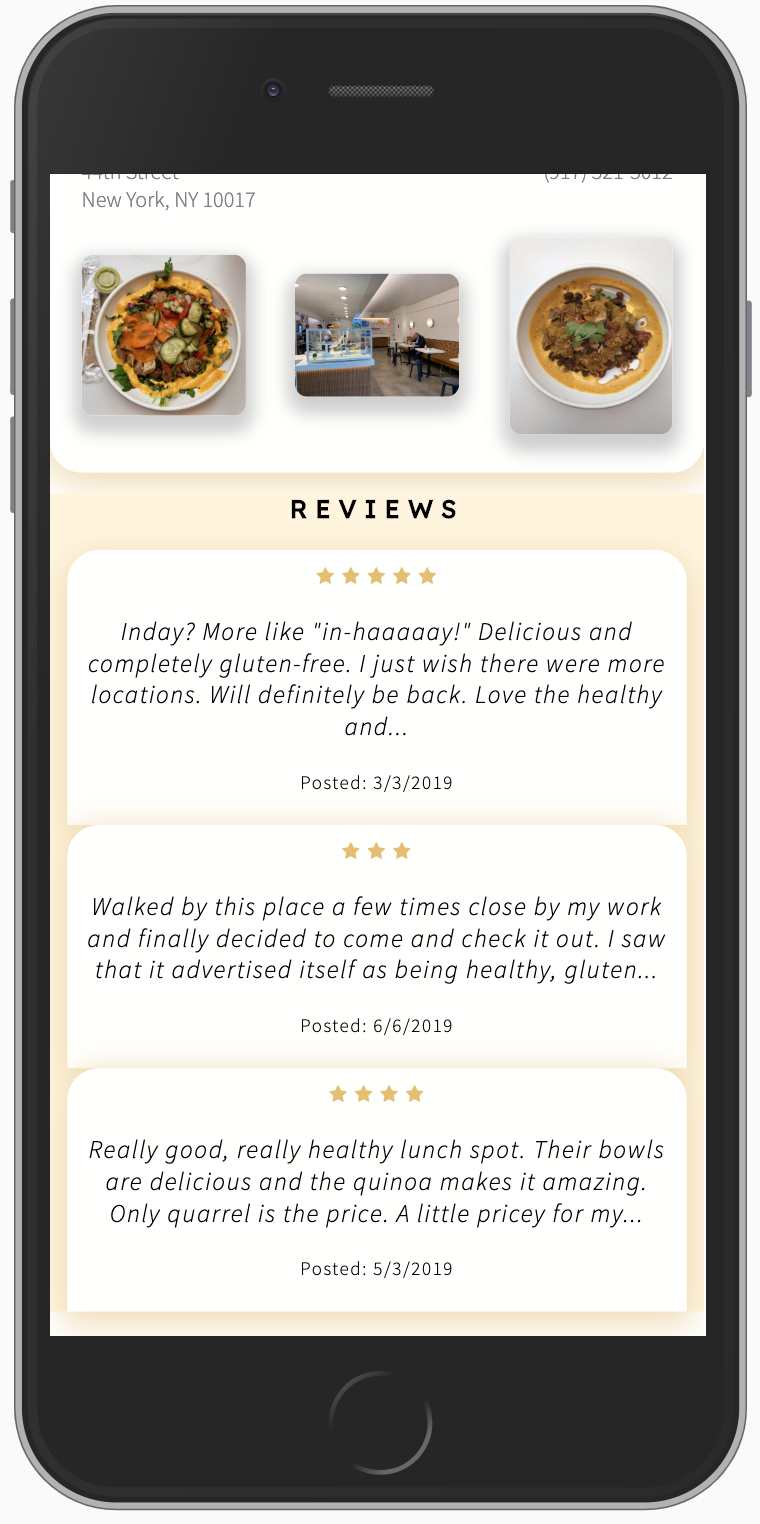 44th Street (917) 521-5012
New York, NY 10017
REVIEWS
Inday? More like "in-haaaaay!" Delicious and
completely gluten-free. I just wish there were more
locations. Will definitely be back. Love the healthy
and...
Posted: 3/3/2019
Walked by this place a few times close by my work
and finally decided to come and check it out. I saw
that it advertised itself as being healthy, gluten...
Posted: 6/6/2019
Really good, really healthy lunch spot. Their bowls
are delicious and the quinoa makes it amazing.
Only quarrel is the price. A little pricey for my...
Posted: 5/3/2019